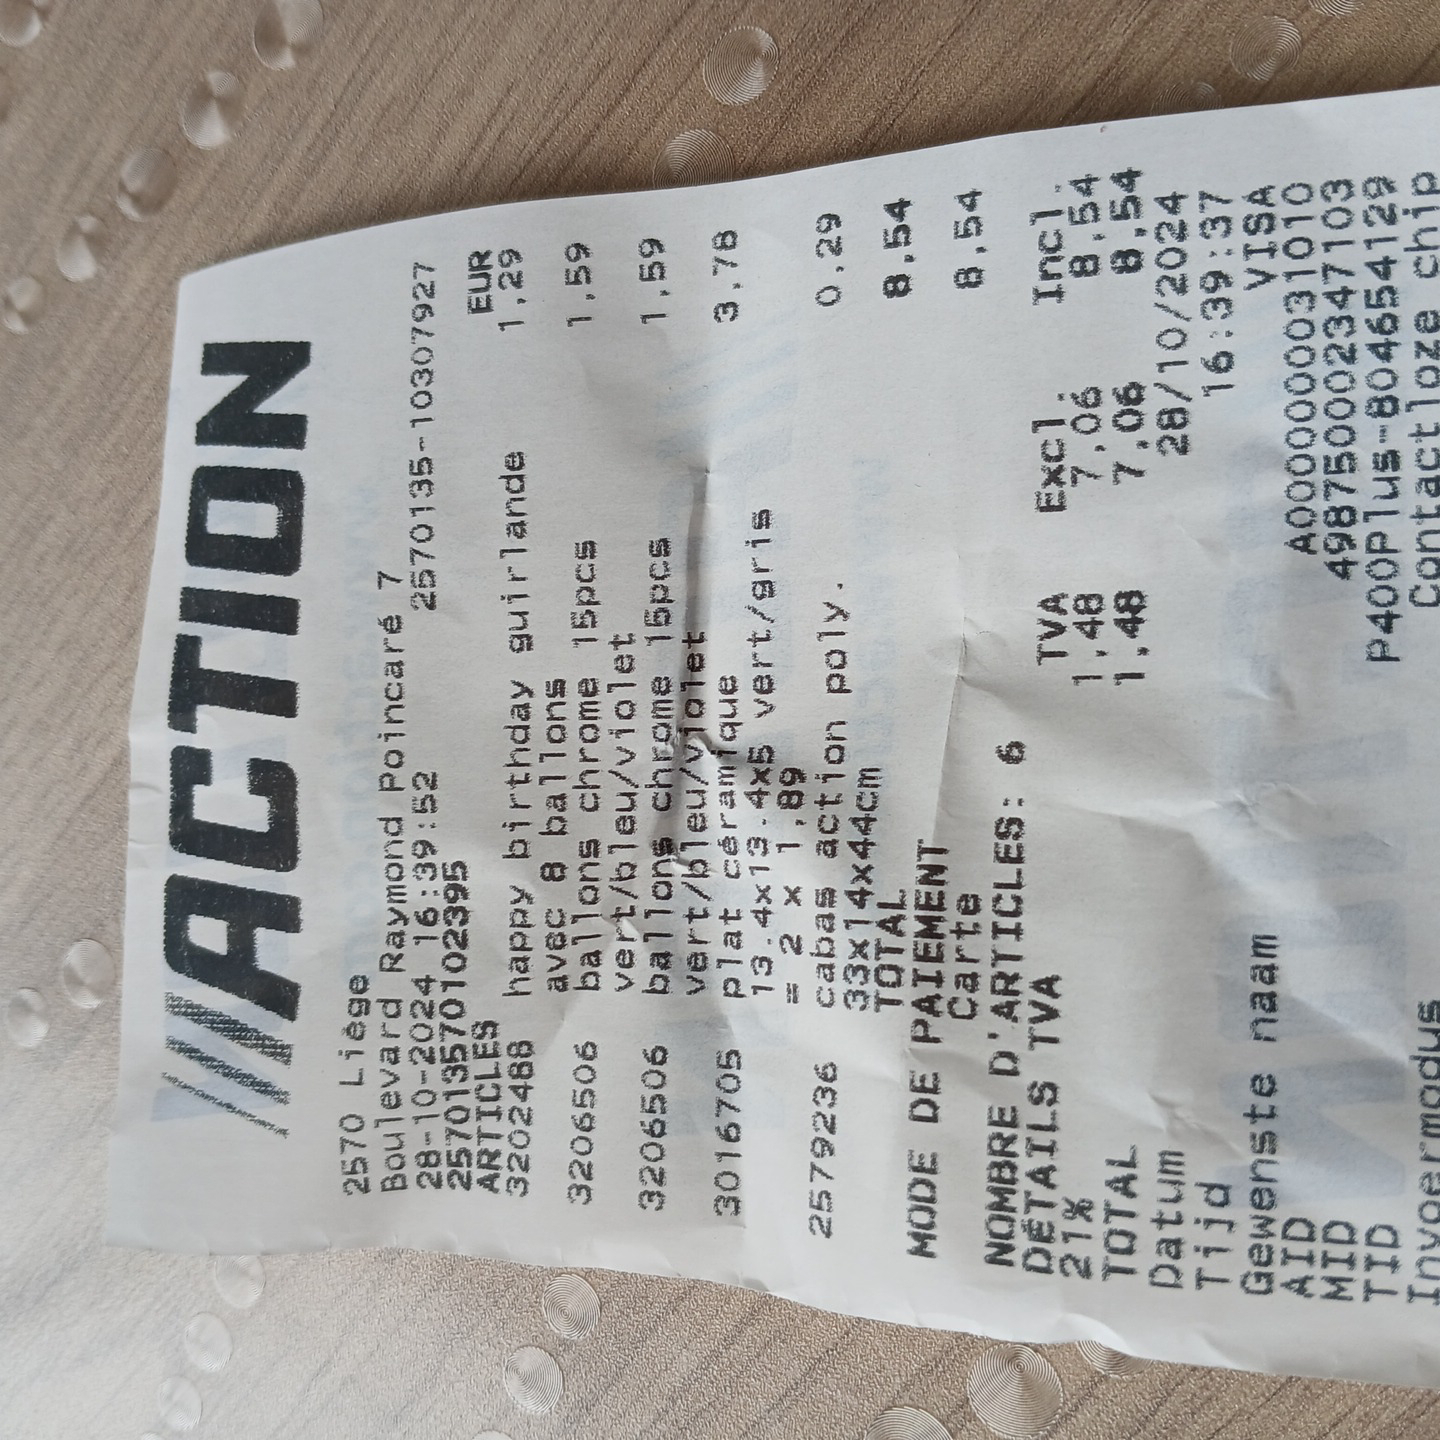 ACTION
2570 Liège
Boulevard Raymond Poincaré 7
28-10-2024 16:39:52 2570135-10307927
2570135701023​95
ARTICLES EUR
3202488 happy birthday guirlande 1,29
avec 8 ballons
3206506 ballons chrome 15pcs 1,59
vert/bleu/violet
3206506 ballons chrome 15pcs 1,59
vert/bleu/violet
3016705 plat céramique 3,78
13.4x13.4x5 vert/gris
= 2 x 1,89
2579236 cabas action poly. 0,29
33x14x44cm
TOTAL 8,54
MODE DE PAIEMENT
Carte 8,54
NOMBRE D'ARTICLES: 6
DÉTAILS TVA TVA Excl. Incl.
21% 1,48 7,06 8,54
TOTAL 1,48 7,06 8,54
Datum 28/10/2024
Tijd 16:39:37
Gewenste naam VISA
AID A0000000031010
MID 498750002347103
TID P400Plus-804654129
Invoermodus Contactloze chip